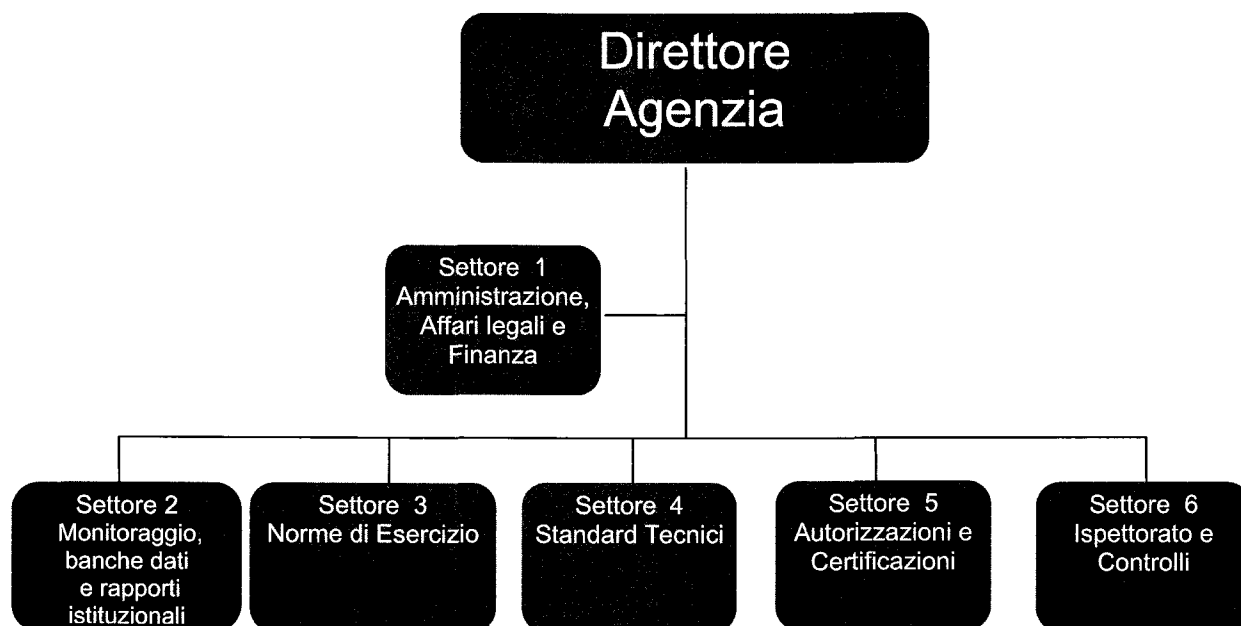 Direttore
Agenzia
Settore 1
Amministrazione,
Affari legali e
Finanza
Settore 2
Monitoraggio,
banche dati
e rapporti
istituzionali
Settore 3
Norme di Esercizio
Settore 4
Standard Tecnici
Settore 5
Autorizzazioni e
Certificazioni
Settore 6
Ispettorato e
Controlli